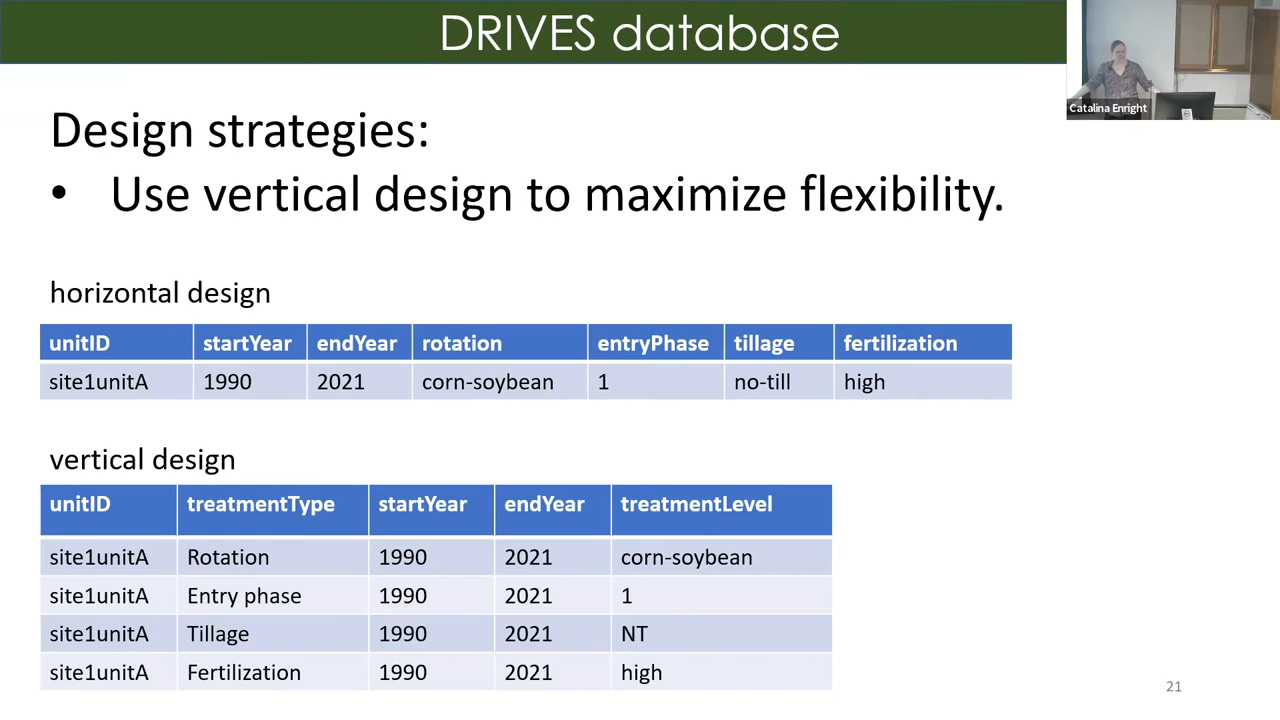 DRIVES database
Catalina Enright
Design strategies:
• Use vertical design to maximize flexibility.
horizontal design
unitID startYear endYear rotation entryPhase tillage fertilization
site1unitA 1990 2021 corn-soybean 1 no-till high
vertical design
unitID treatmentType startYear endYear treatmentLevel
site1unitA Rotation 1990 2021 corn-soybean
site1unitA Entry phase 1990 2021 1
site1unitA Tillage 1990 2021 NT
site1unitA Fertilization 1990 2021 high
21